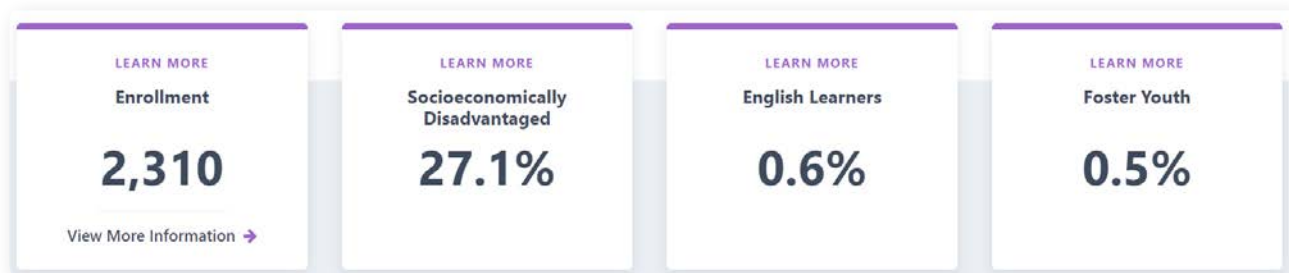 LEARN MORE
Enrollment
2,310
View More Information
LEARN MORE
Socioeconomically
Disadvantaged
27.1%
LEARN MORE
English Learners
0.6%
LEARN MORE
Foster Youth
0.5%